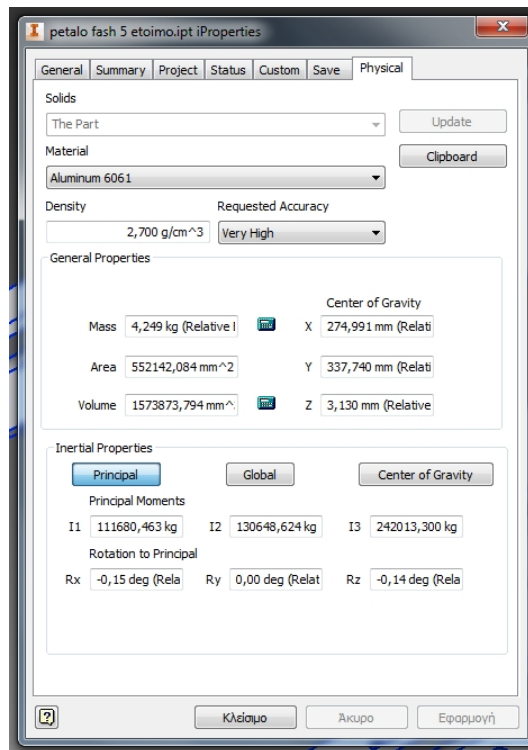 petalo fash 5 etoimo.ipt iProperties
General Summary Project Status Custom Save Physical
Solids
The Part Update
Material Clipboard
Aluminum 6061
Density Requested Accuracy
2,700 g/cm^3 Very High
General Properties
Center of Gravity
Mass 4,249 kg (Relative I X 274,991 mm (Relati
Area 552142,084 mm^2 Y 337,740 mm (Relati
Volume 1573873,794 mm^ Z 3,130 mm (Relative
Inertial Properties
Principal Global Center of Gravity
Principal Moments
I1 111680,463 kg I2 130648,624 kg I3 242013,300 kg
Rotation to Principal
Rx -0,15 deg (Rela Ry 0,00 deg (Relat Rz -0,14 deg (Rela
? Κλείσιμο Άκυρο Εφαρμογή